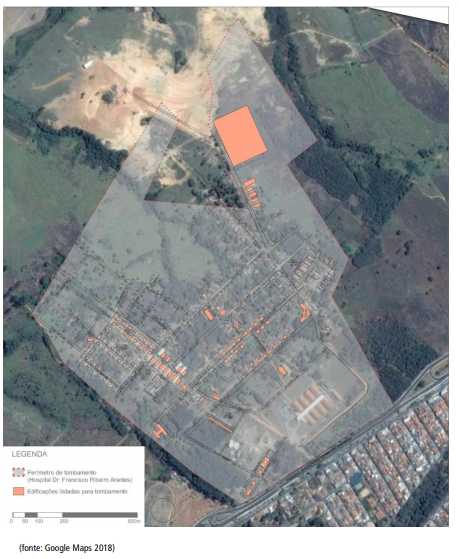 LEGENDA
Perímetro de tombamento
(Hospital Dr. Francisco Ribeiro Arantes)
Edificações listadas para tombamento
0 50 100 200 500m
(fonte: Google Maps 2018)